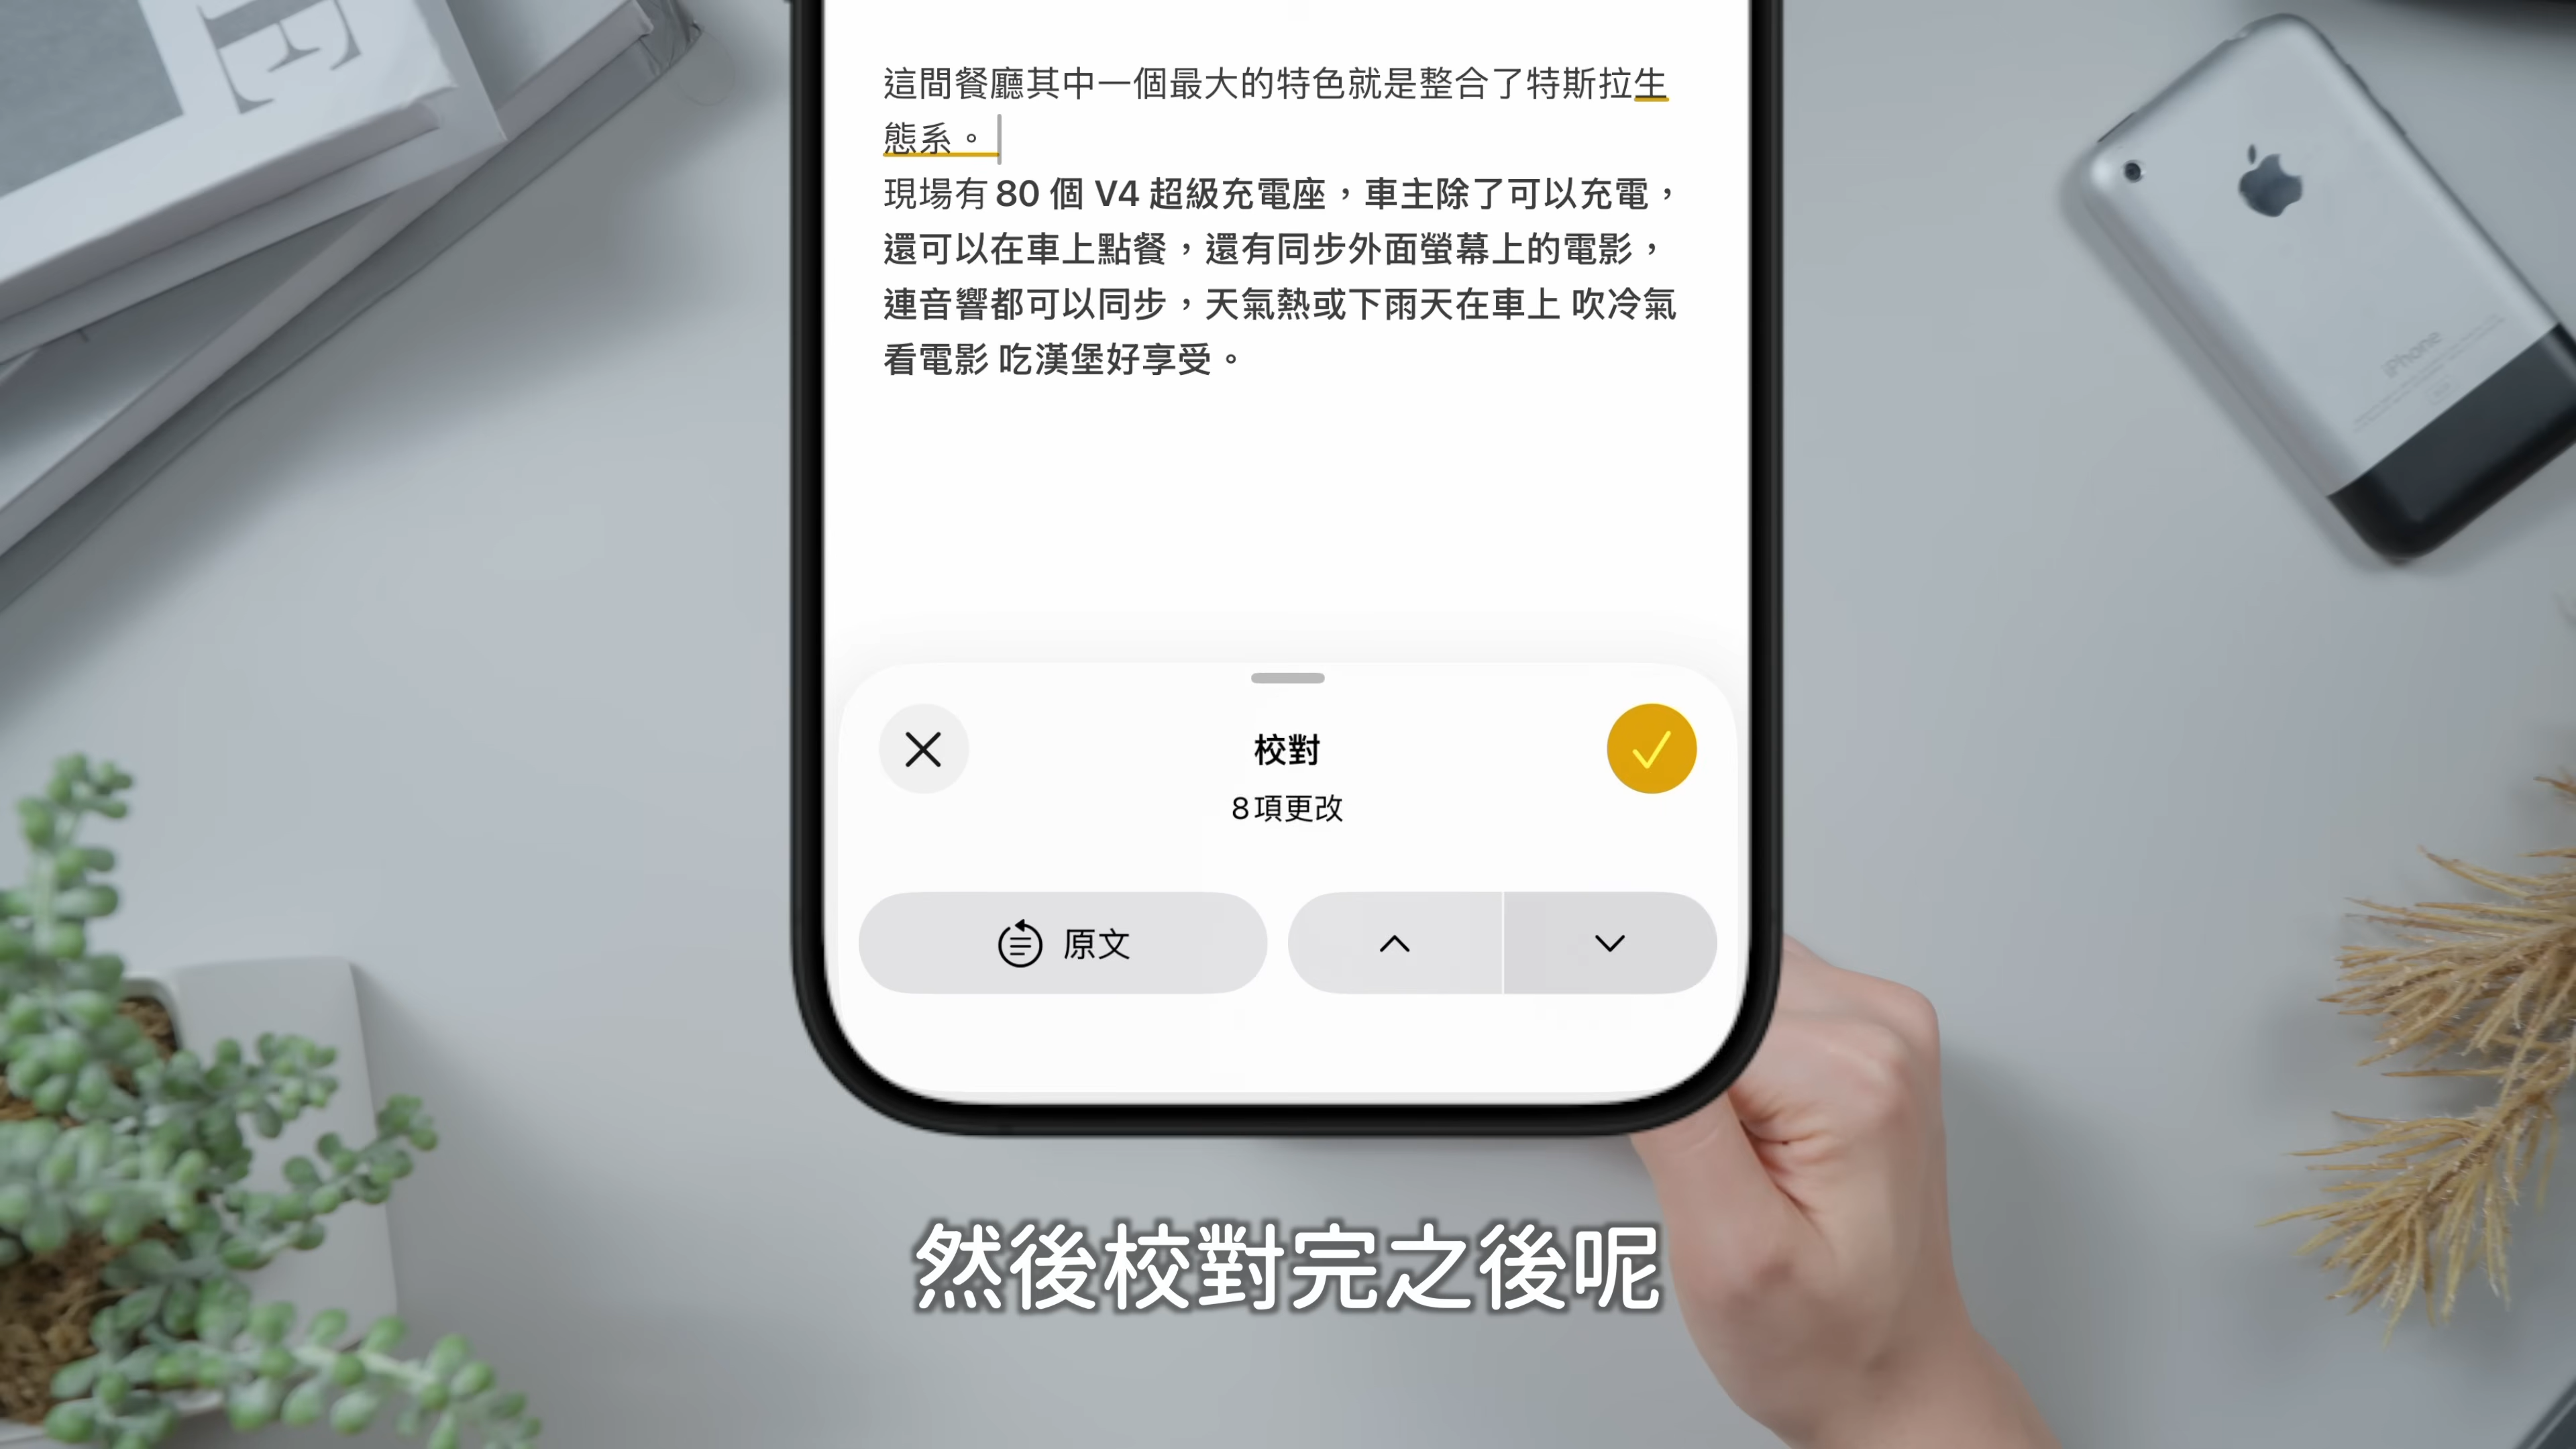 E
這間餐廳其中一個最大的特色就是整合了特斯拉生
態系。
現場有 80 個 V4 超級充電座，車主除了可以充電，
還可以在車上點餐，還有同步外面螢幕上的電影，
連音響都可以同步，天氣熱或下雨天在車上 吹冷氣
看電影 吃漢堡好享受。
iPhone
校對
8項更改
原文
然後校對完之後呢